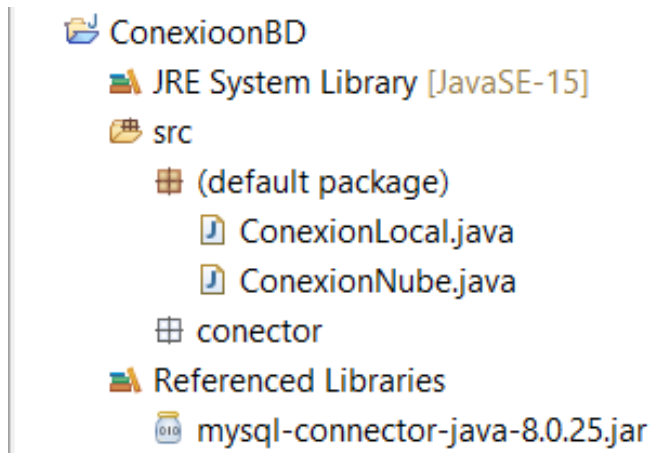 ConexioonBD
JRE System Library [JavaSE-15]
src
(default package)
ConexionLocal.java
ConexionNube.java
conector
Referenced Libraries
mysql-connector-java-8.0.25.jar